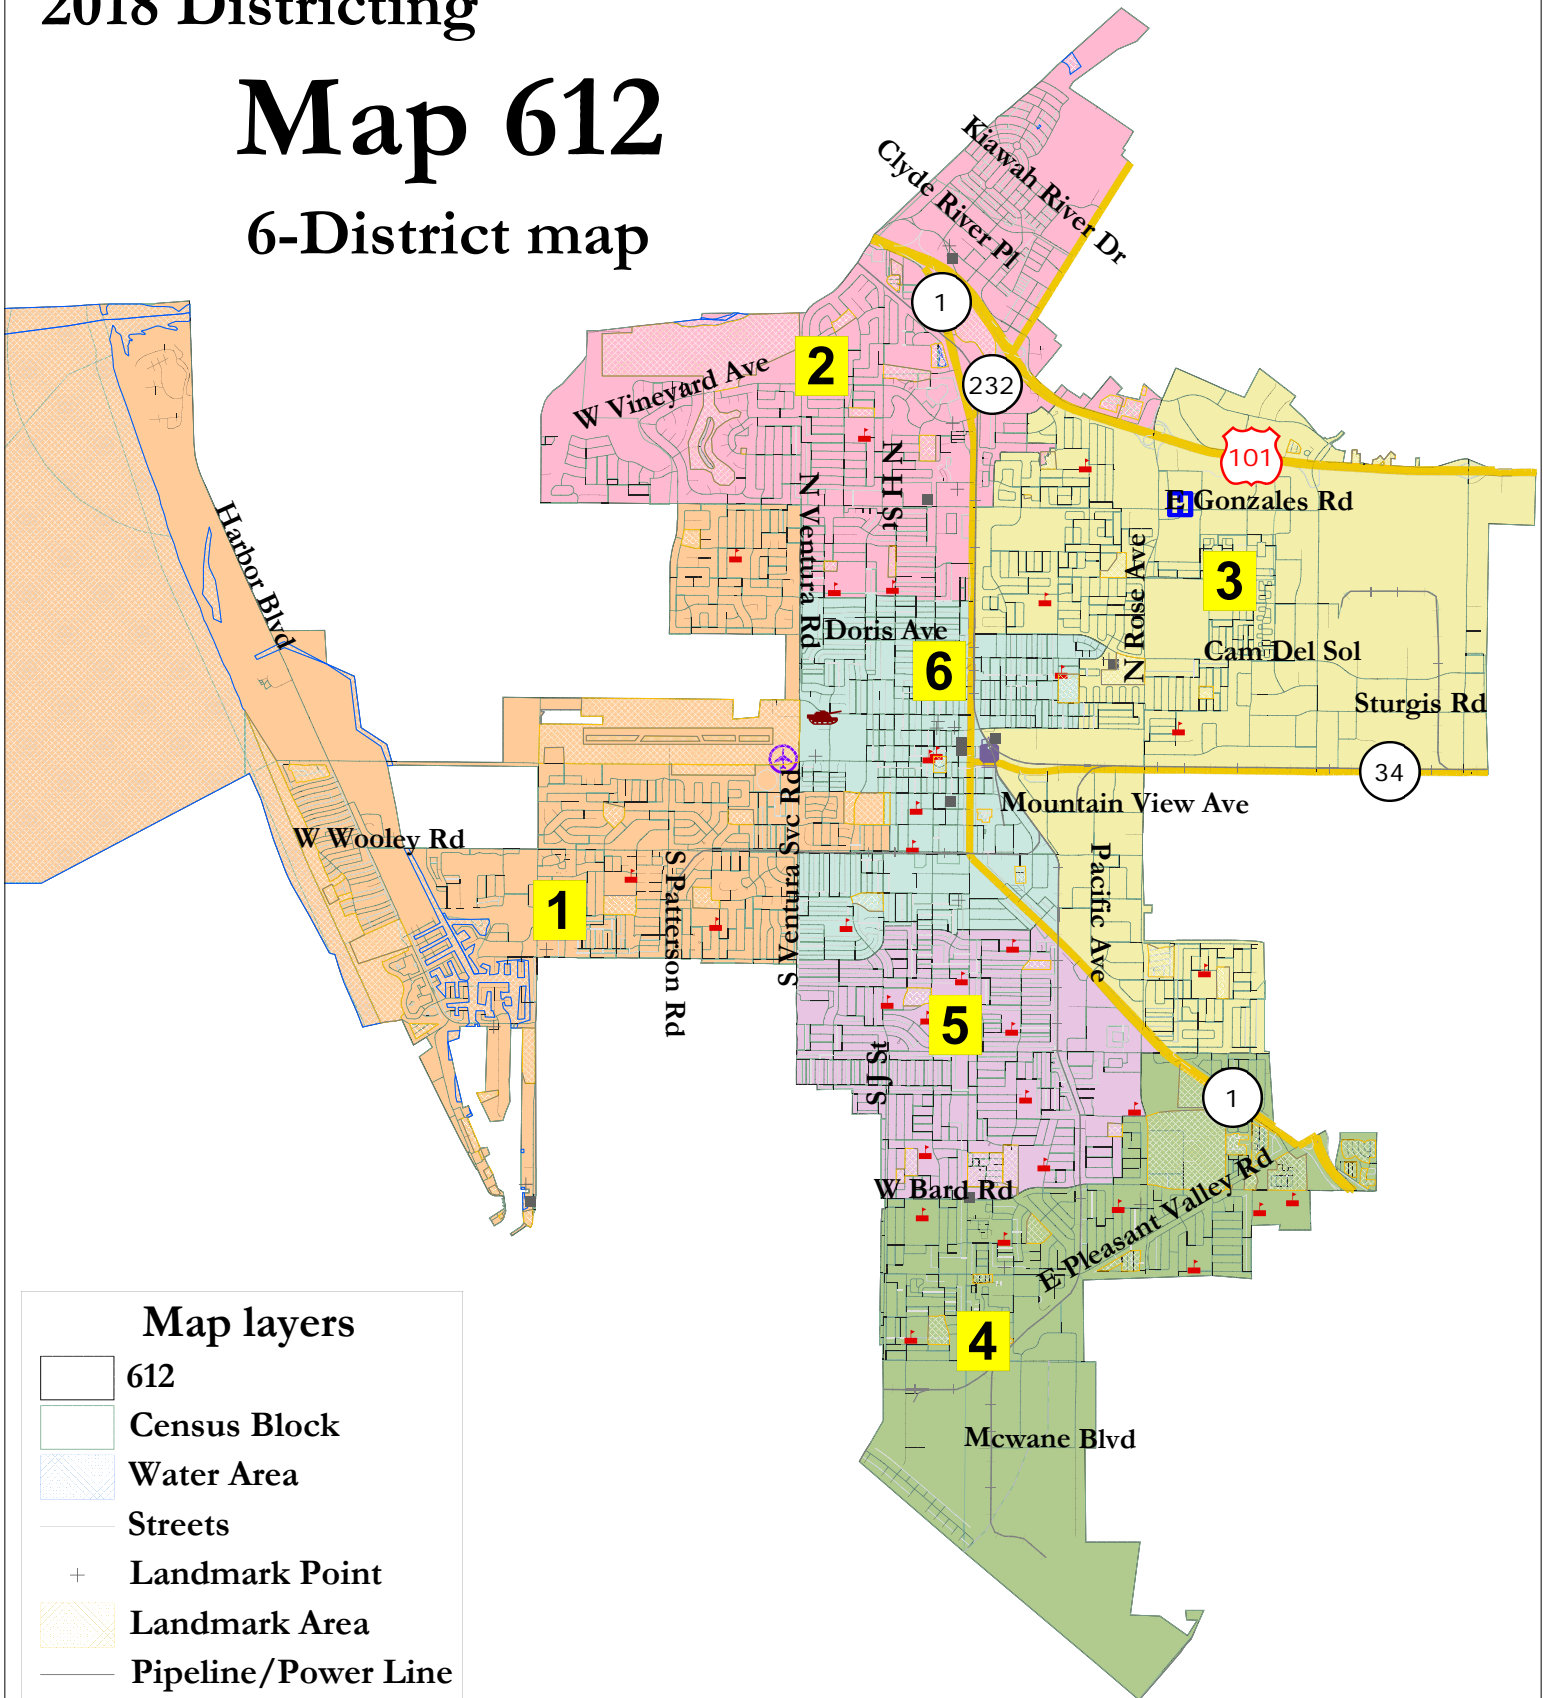 2018 Districting
Map 612
6-District map
Kiawah River Dr
Clyde River Pl
1
232
2
W Vineyard Ave
N H St
N Ventura Rd
101
E Gonzales Rd
H
3
N Rose Ave
Harbor Blvd
Doris Ave
6
Cam Del Sol
Sturgis Rd
34
Mountain View Ave
W Wooley Rd
1
S Patterson Rd
S Ventura Svc Rd
Pacific Ave
5
S J St
1
W Bard Rd
E Pleasant Valley Rd
4
Mcwane Blvd
Map layers
612
Census Block
Water Area
Streets
Landmark Point
Landmark Area
Pipeline/Power Line